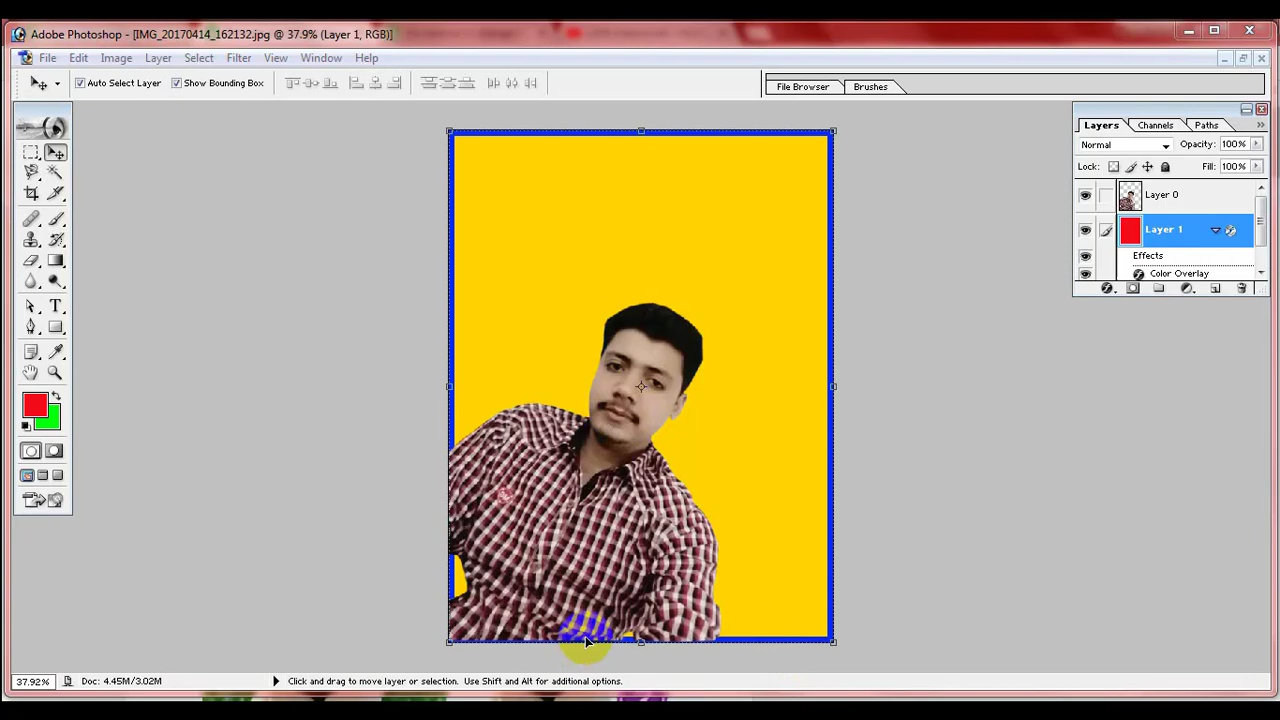 Adobe Photoshop - [IMG_20170414_162132.jpg @ 37.9% (Layer 1, RGB)]
File Edit Image Layer Select Filter View Window Help
Auto Select Layer Show Bounding Box File Browser Brushes
Layers Channels Paths
Normal Opacity: 100%
Lock: Fill: 100%
Layer 0
Layer 1
Effects
Color Overlay
T
37.92% Doc: 4.45M/3.02M Click and drag to move layer or selection. Use Shift and Alt for additional options.